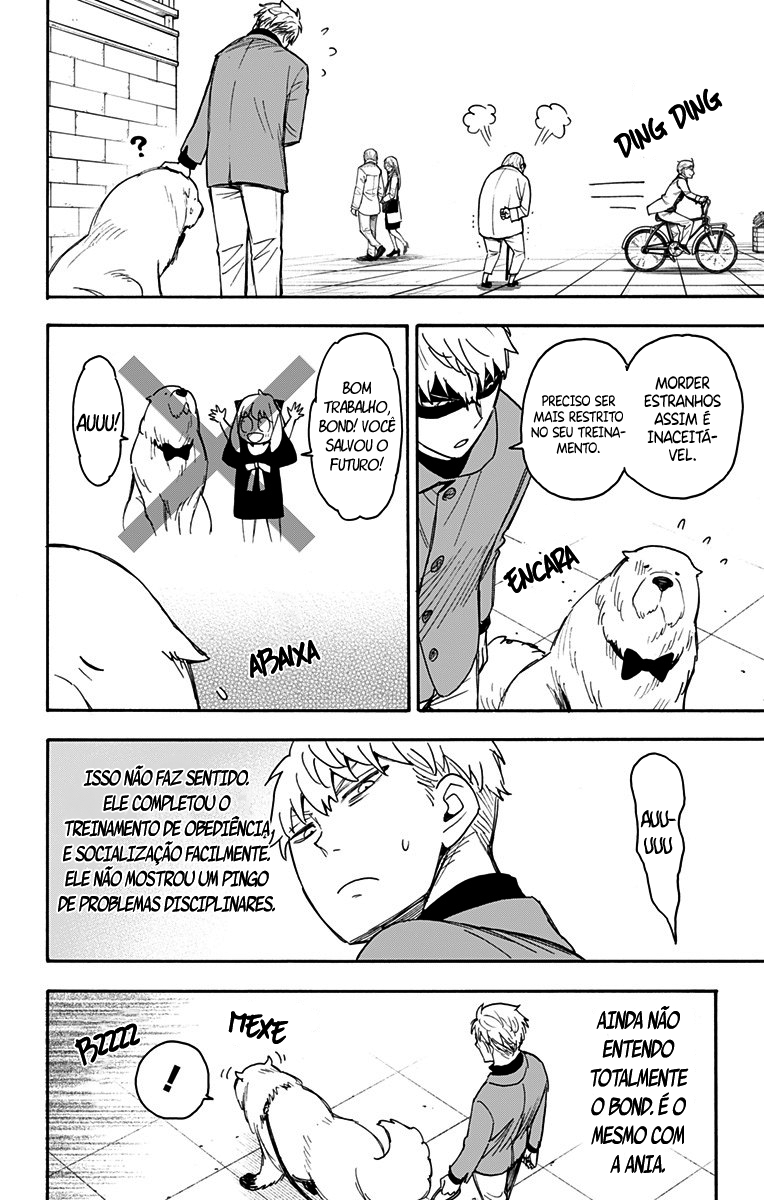 ?
DING DING
MORDER
ESTRANHOS
ASSIM É
INACEITÁ-
VEL.
PRECISO SER
MAIS RESTRITO
NO SEU TREINA-
MENTO.
ENCARA
BOM
TRABALHO,
BOND! VOCÊ
SALVOU O
FUTURO!
AUUU!
ABAIXA
AUU-
UUU
ISSO NÃO FAZ SENTIDO.
ELE COMPLETOU O
TREINAMENTO DE OBEDIÊNCIA
E SOCIALIZAÇÃO FACILMENTE.
ELE NÃO MOSTROU UM PINGO
DE PROBLEMAS DISCIPLINARES.
AINDA NÃO
ENTENDO
TOTALMENTE
O BOND. É O
MESMO COM
A ANIA.
MEXE
!
BZZZZ